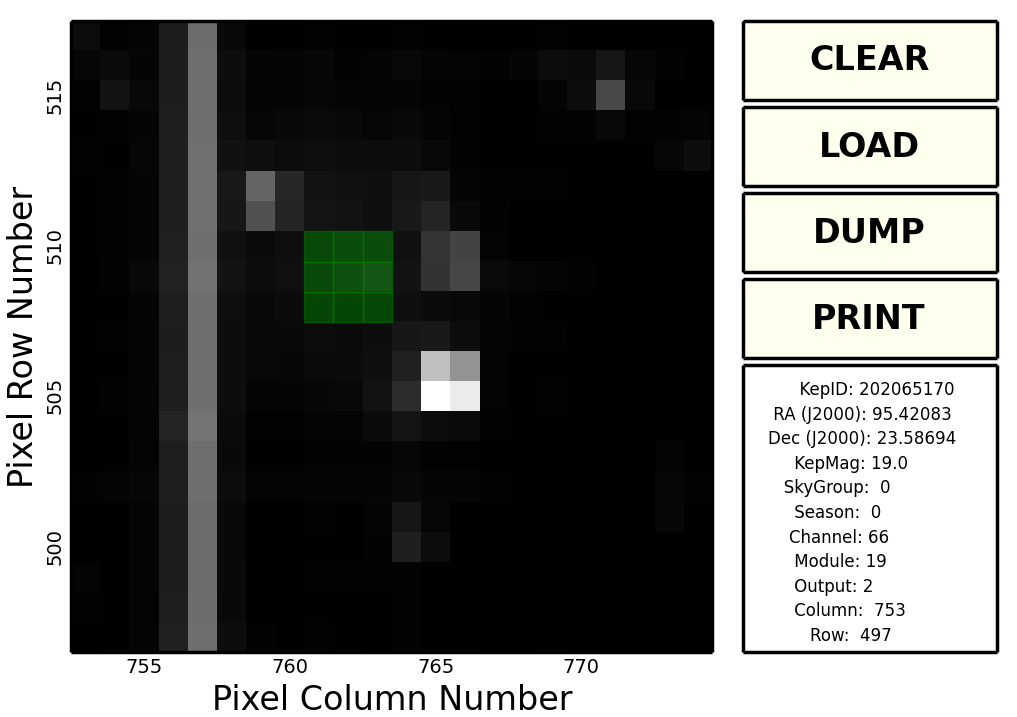 Pixel Row Number
515
510
505
500
755
760
765
770
Pixel Column Number
CLEAR
LOAD
DUMP
PRINT
KepID: 202065170
RA (J2000): 95.42083
Dec (J2000): 23.58694
KepMag: 19.0
SkyGroup: 0
Season: 0
Channel: 66
Module: 19
Output: 2
Column: 753
Row: 497